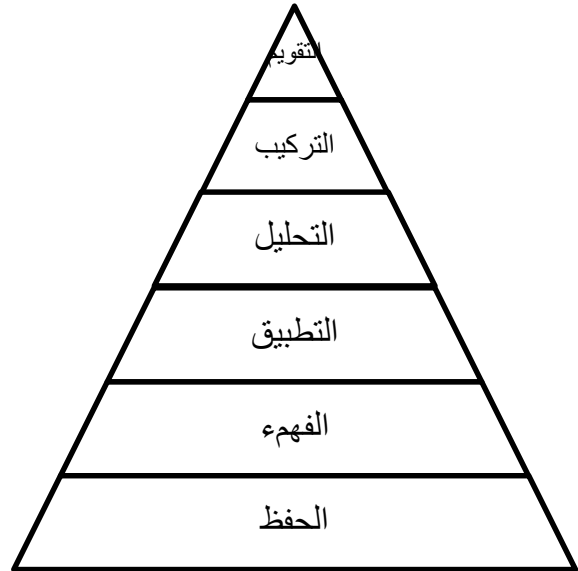 التقويم
التركيب
التحليل
التطبيق
الفهمء
الحفظ